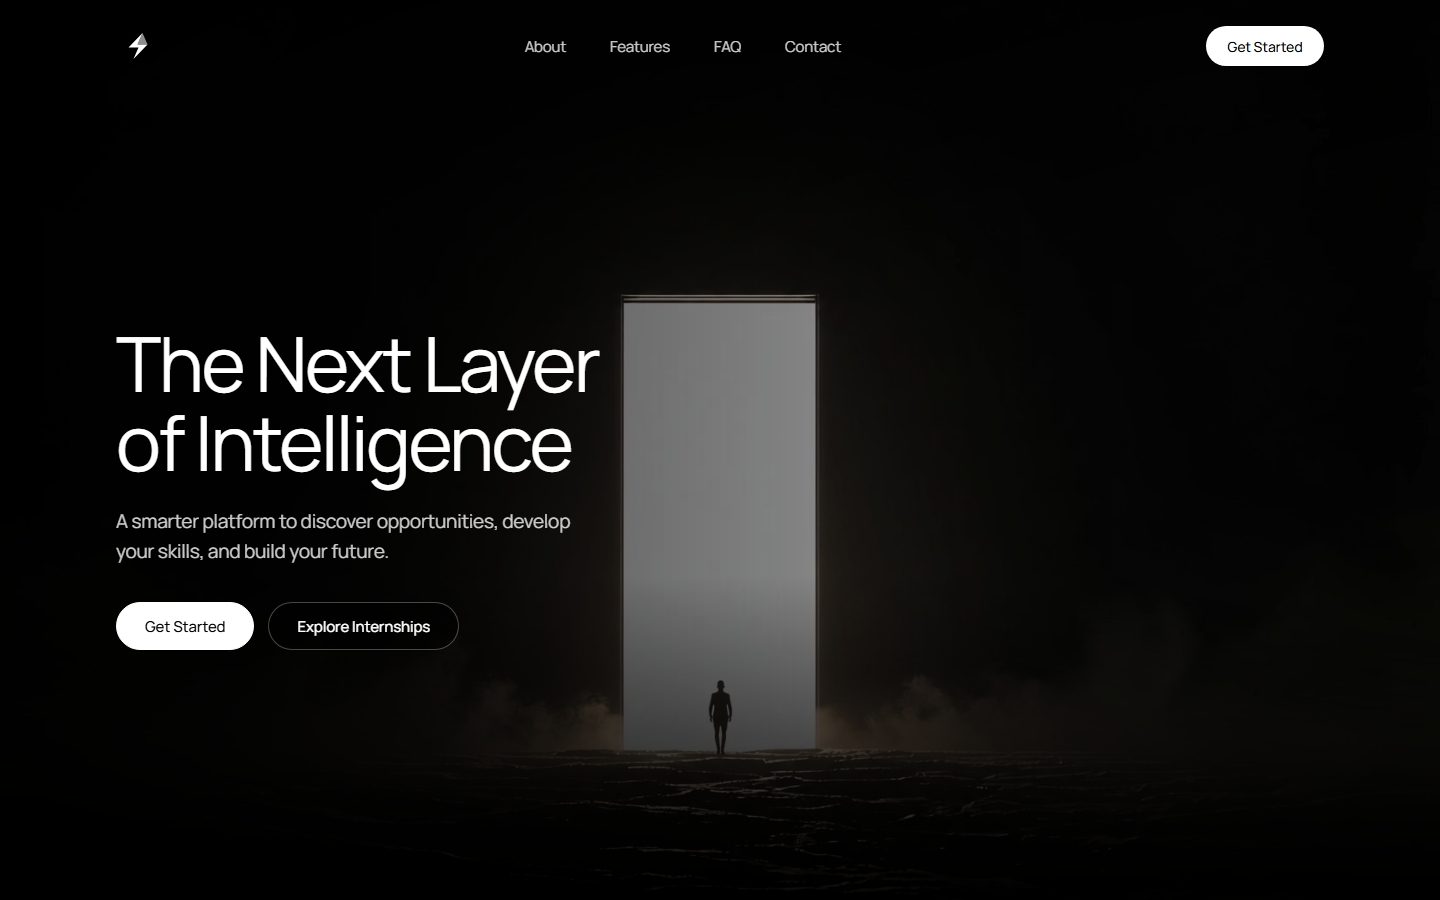 About
Features
FAQ
Contact
Get Started
The Next Layer
of Intelligence
A smarter platform to discover opportunities, develop
your skills, and build your future.
Get Started
Explore Internships